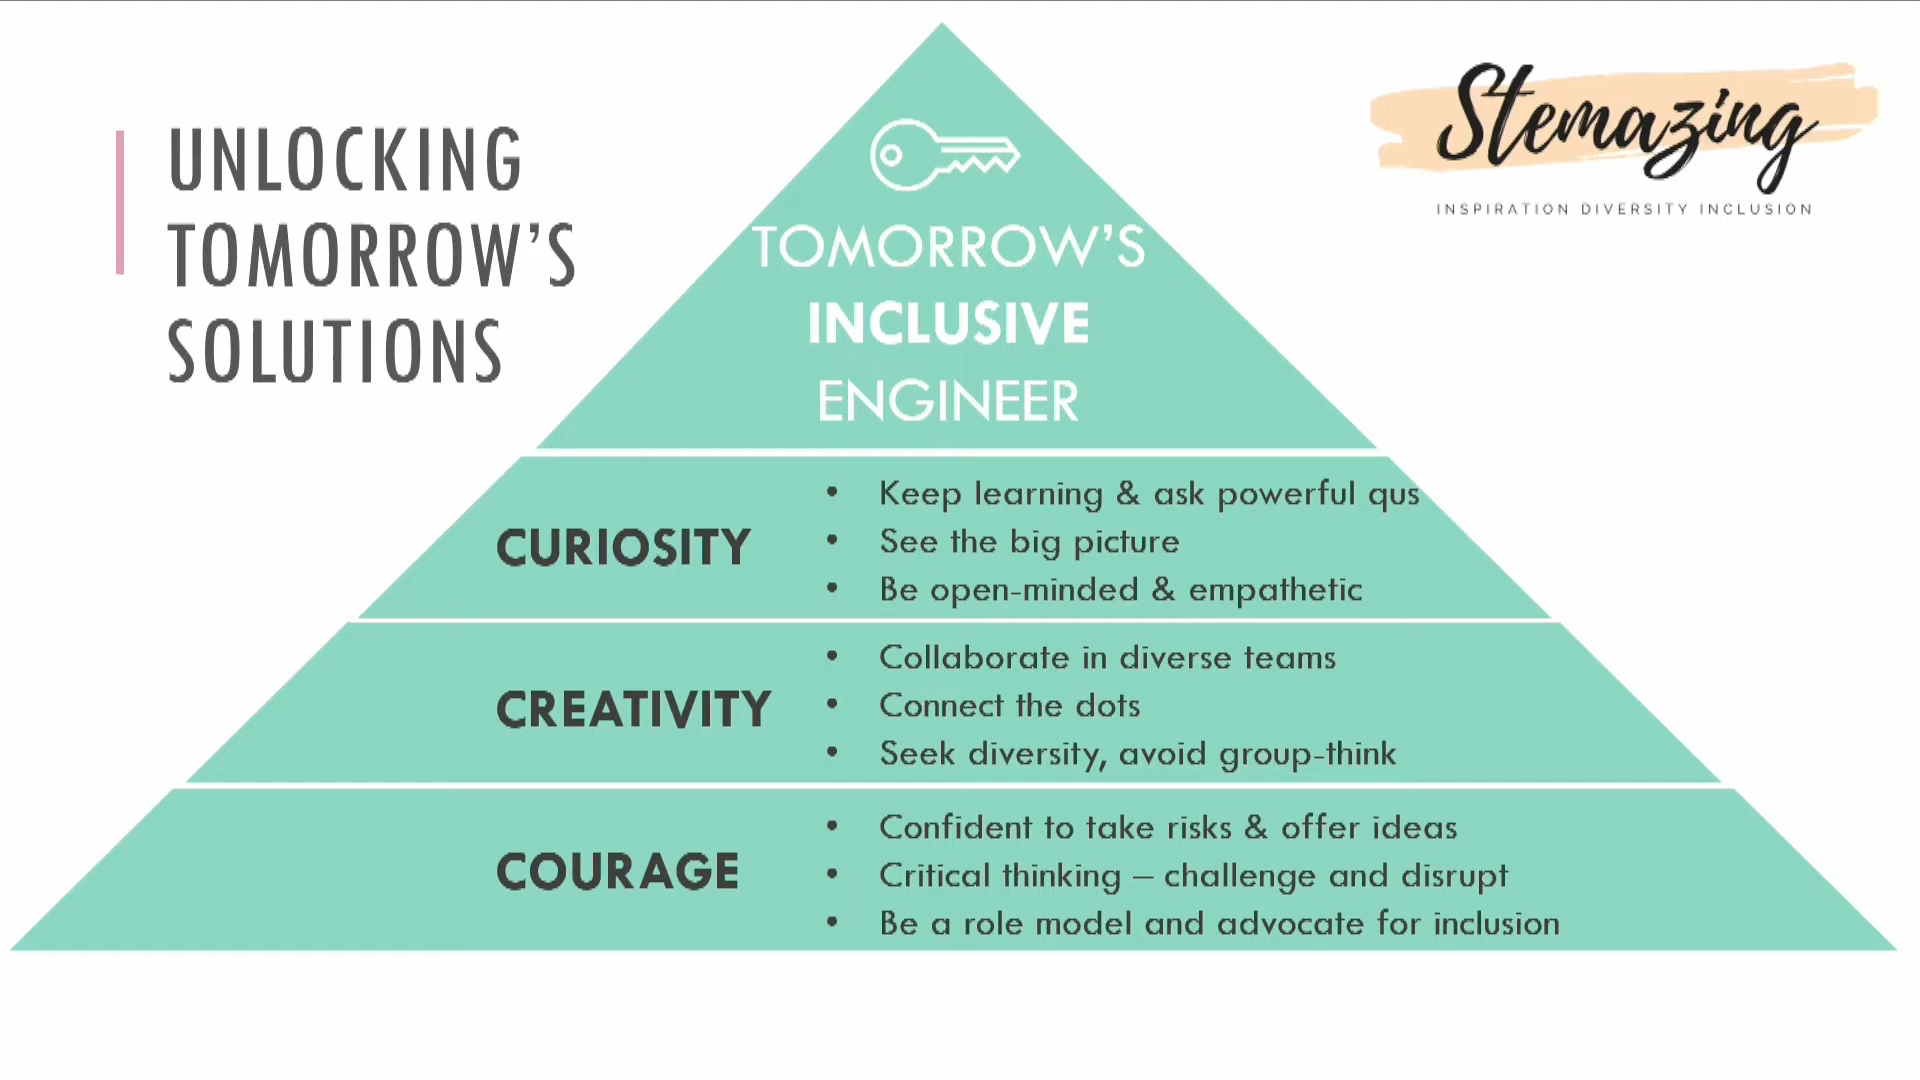 UNLOCKING
TOMORROW'S
SOLUTIONS
Stemazing
INSPIRATION DIVERSITY INCLUSION
TOMORROW'S
INCLUSIVE
ENGINEER
CURIOSITY
• Keep learning & ask powerful qus
• See the big picture
• Be open-minded & empathetic
CREATIVITY
• Collaborate in diverse teams
• Connect the dots
• Seek diversity, avoid group-think
COURAGE
• Confident to take risks & offer ideas
• Critical thinking – challenge and disrupt
• Be a role model and advocate for inclusion